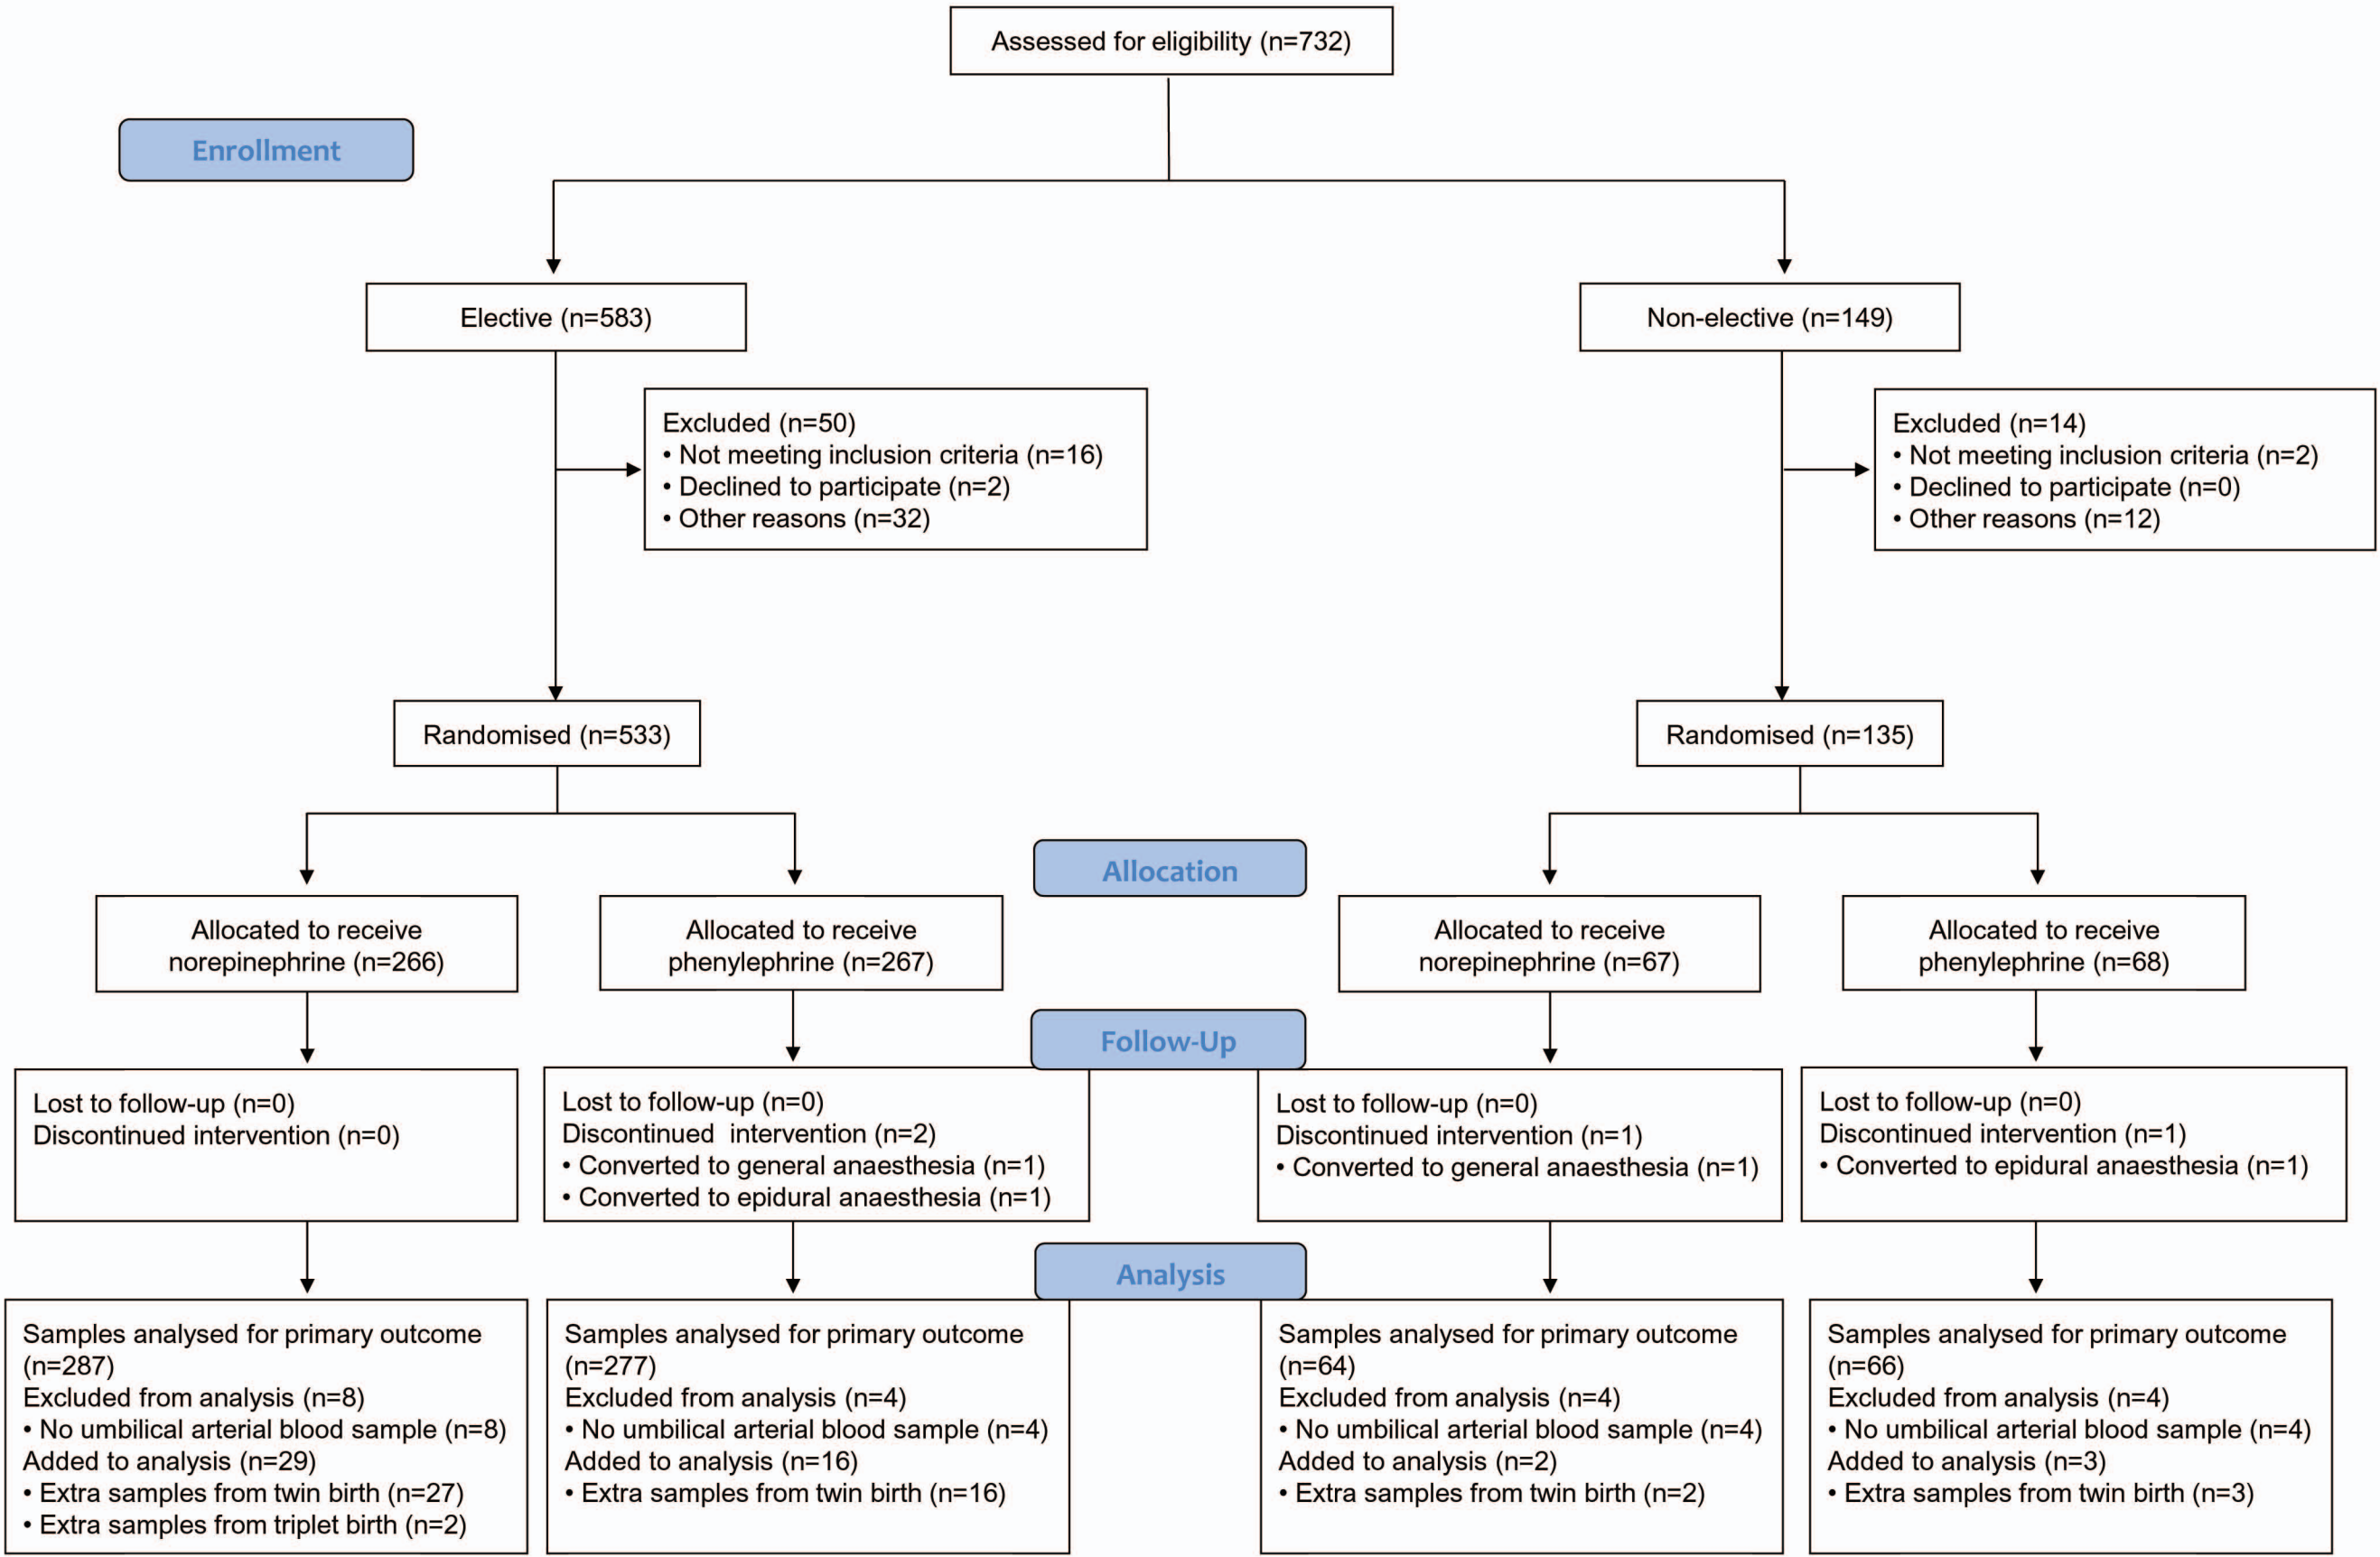 Assessed for eligibility (n=732)
Enrollment
Elective (n=583)
Non-elective (n=149)
Excluded (n=50)
• Not meeting inclusion criteria (n=16)
• Declined to participate (n=2)
• Other reasons (n=32)
Excluded (n=14)
• Not meeting inclusion criteria (n=2)
• Declined to participate (n=0)
• Other reasons (n=12)
Randomised (n=533)
Randomised (n=135)
Allocation
Allocated to receive
norepinephrine (n=266)
Allocated to receive
phenylephrine (n=267)
Allocated to receive
norepinephrine (n=67)
Allocated to receive
phenylephrine (n=68)
Follow-Up
Lost to follow-up (n=0)
Discontinued intervention (n=0)
Lost to follow-up (n=0)
Discontinued  intervention (n=2)
• Converted to general anaesthesia (n=1)
• Converted to epidural anaesthesia (n=1)
Lost to follow-up (n=0)
Discontinued intervention (n=1)
• Converted to general anaesthesia (n=1)
Lost to follow-up (n=0)
Discontinued intervention (n=1)
• Converted to epidural anaesthesia (n=1)
Analysis
Samples analysed for primary outcome
(n=287)
Excluded from analysis (n=8)
• No umbilical arterial blood sample (n=8)
Added to analysis (n=29)
• Extra samples from twin birth (n=27)
• Extra samples from triplet birth (n=2)
Samples analysed for primary outcome
(n=277)
Excluded from analysis (n=4)
• No umbilical arterial blood sample (n=4)
Added to analysis (n=16)
• Extra samples from twin birth (n=16)
Samples analysed for primary outcome
(n=64)
Excluded from analysis (n=4)
• No umbilical arterial blood sample (n=4)
Added to analysis (n=2)
• Extra samples from twin birth (n=2)
Samples analysed for primary outcome
(n=66)
Excluded from analysis (n=4)
• No umbilical arterial blood sample (n=4)
Added to analysis (n=3)
• Extra samples from twin birth (n=3)